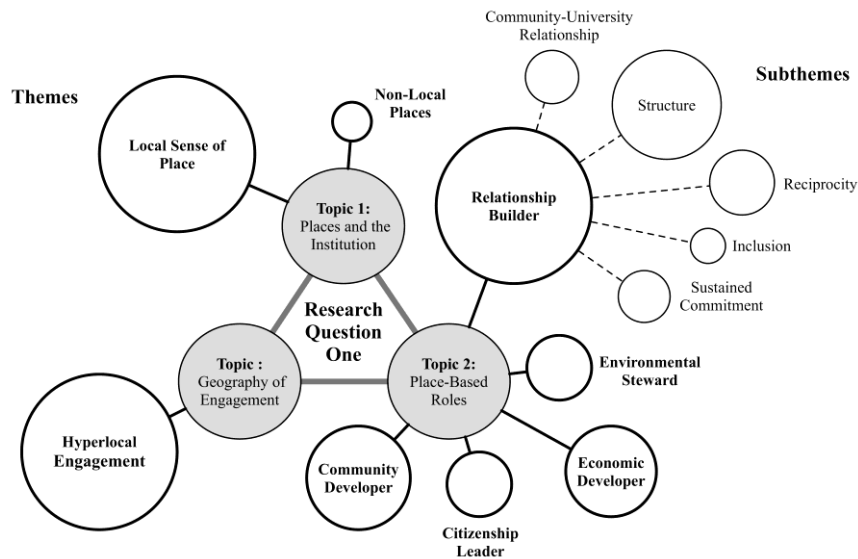 Community-University
Relationship
Themes
Subthemes
Non-Local
Places
Structure
Local Sense of
Place
Relationship
Builder
Reciprocity
Topic 1:
Places and the
Institution
Inclusion
Sustained
Commitment
Research
Question
One
Topic :
Geography of
Engagement
Topic 2:
Place-Based
Roles
Environmental
Steward
Hyperlocal
Engagement
Community
Developer
Economic
Developer
Citizenship
Leader